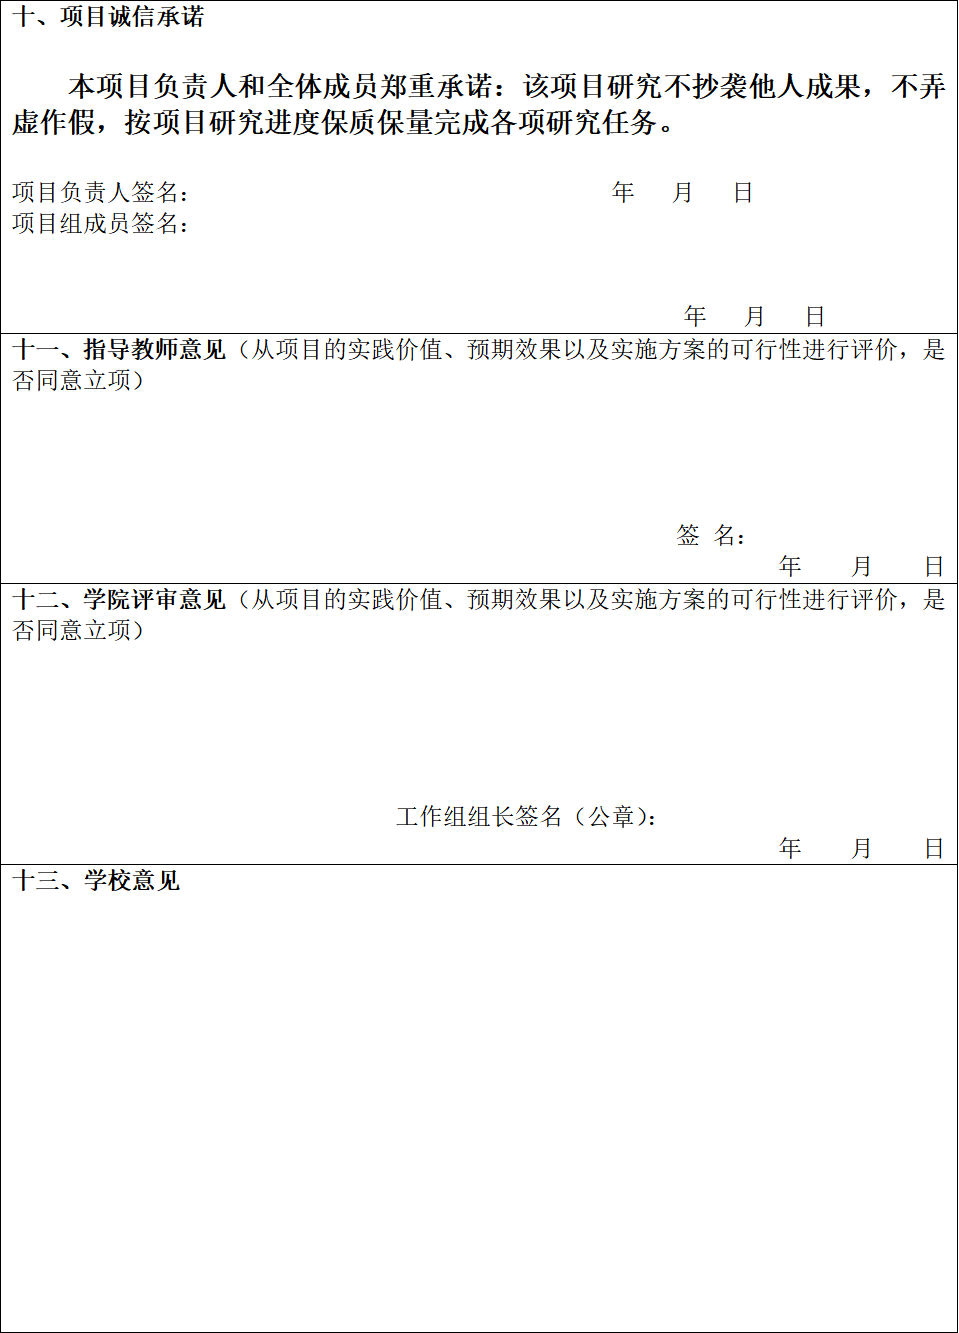 十、项目诚信承诺
本项目负责人和全体成员郑重承诺：该项目研究不抄袭他人成果，不弄
虚作假，按项目研究进度保质保量完成各项研究任务。
项目负责人签名： 年 月 日
项目组成员签名：
年 月 日
十一、指导教师意见（从项目的实践价值、预期效果以及实施方案的可行性进行评价，是
否同意立项）
签 名：
年 月 日
十二、学院评审意见（从项目的实践价值、预期效果以及实施方案的可行性进行评价，是
否同意立项）
工作组组长签名（公章）：
年 月 日
十三、学校意见